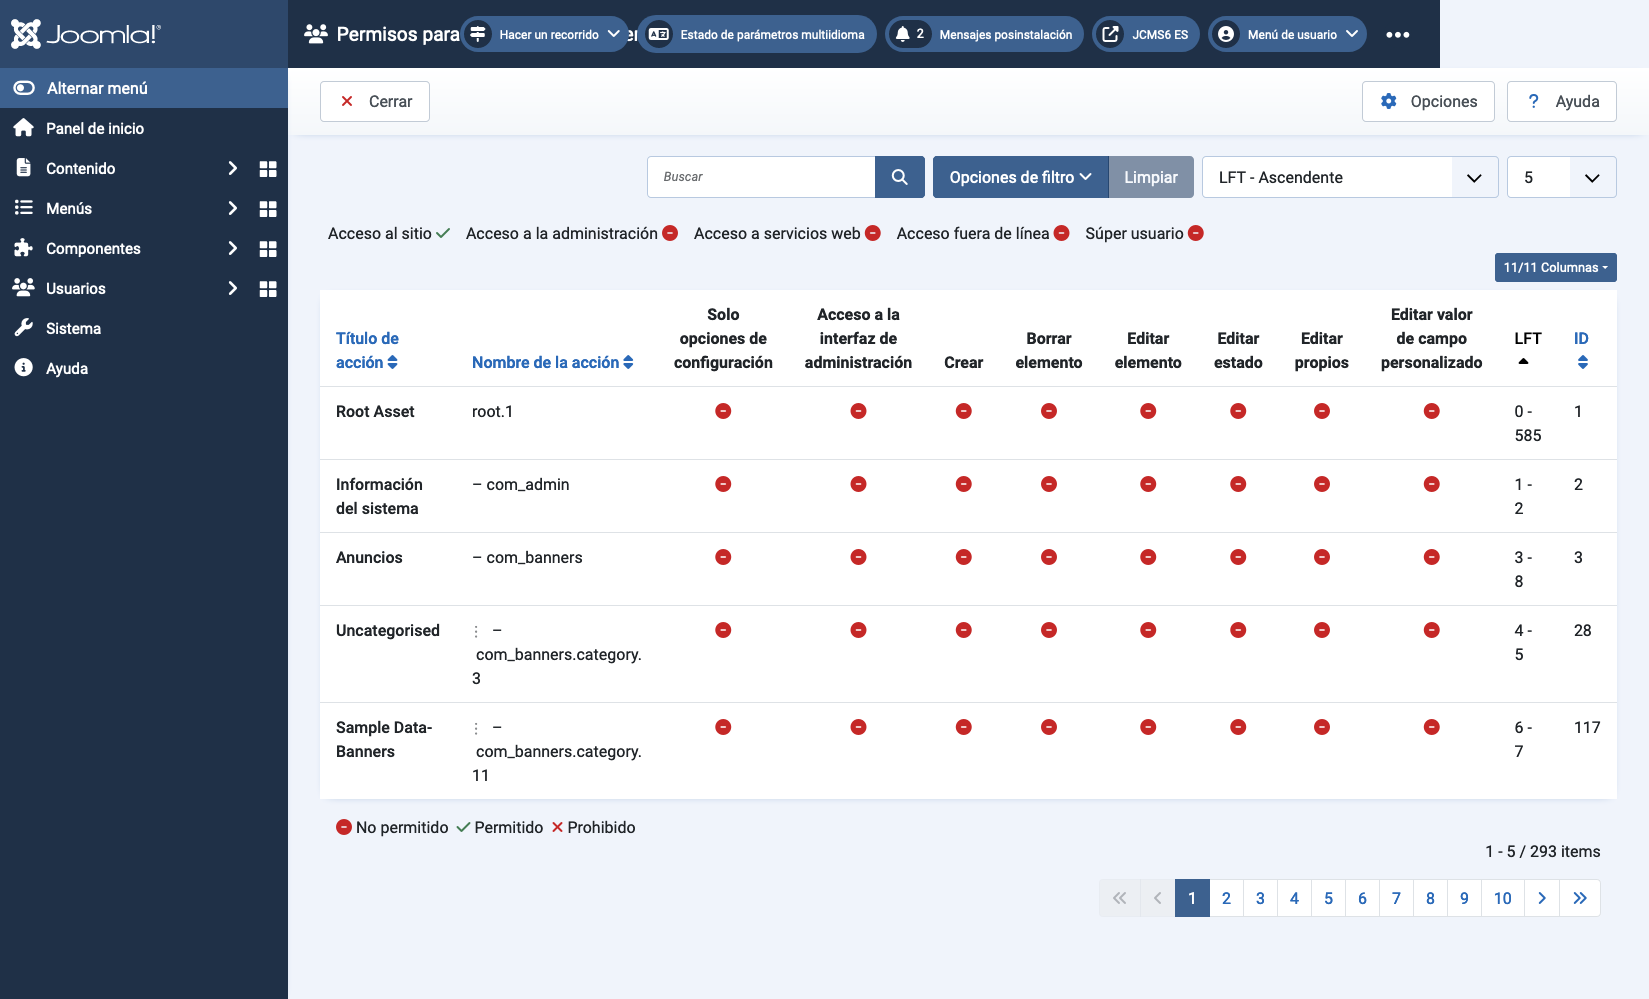 Joomla!
Permisos para
Hacer un recorrido
Estado de parámetros multiidioma
2 Mensajes posinstalación
JCMS6 ES
Menú de usuario
Alternar menú
Panel de inicio
Contenido
Menús
Componentes
Usuarios
Sistema
Ayuda
Cerrar
Opciones
? Ayuda
Buscar
Opciones de filtro
Limpiar
LFT - Ascendente
5
Acceso al sitio Acceso a la administración Acceso a servicios web Acceso fuera de línea Súper usuario
11/11 Columnas
Título de acción
Nombre de la acción
Solo opciones de configuración
Acceso a la interfaz de administración
Crear
Borrar elemento
Editar elemento
Editar estado
Editar propios
Editar valor de campo personalizado
LFT
ID
Root Asset root.1 0 - 585 1
Información del sistema – com_admin 1 - 2 2
Anuncios – com_banners 3 - 8 3
Uncategorised ⋮ – com_banners.category.3 4 - 5 28
Sample Data-Banners ⋮ – com_banners.category.11 6 - 7 117
No permitido Permitido Prohibido
1 - 5 / 293 items
1 2 3 4 5 6 7 8 9 10